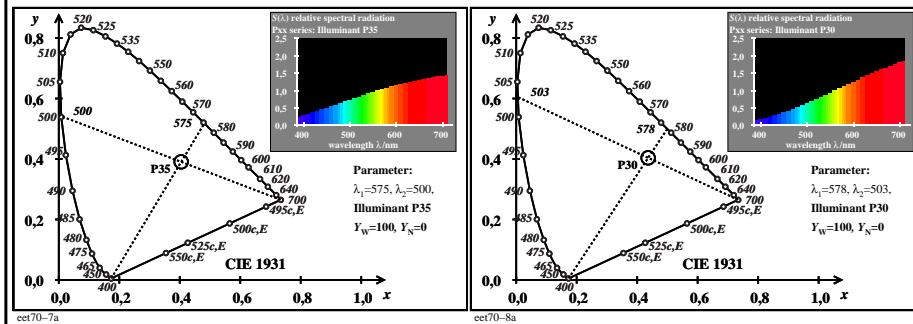 y
S(λ) relative spectral radiation
Pxx series: Illuminant P35
2,5
2,0
1,5
1,0
0,5
0,0
400 500 600 700
wavelength λ/nm
0,8
0,6
0,4
0,2
0,0
520
525
535
550
560
570
575
580
590
600
610
620
640
700
510
505
500
500
495
490
485
480
475
465
450
400
P35
495c,E
500c,E
525c,E
550c,E
Parameter:
λ1=575, λ2=500,
Illuminant P35
YW=100, YN=0
CIE 1931
0,0 0,2 0,4 0,6 0,8 1,0 x
eet70-7a
y
S(λ) relative spectral radiation
Pxx series: Illuminant P30
2,5
2,0
1,5
1,0
0,5
0,0
400 500 600 700
wavelength λ/nm
0,8
0,6
0,4
0,2
0,0
520
525
535
550
560
570
578
580
590
600
610
620
640
700
510
505
503
500
495
490
485
480
475
465
450
400
P30
495c,E
500c,E
525c,E
550c,E
Parameter:
λ1=578, λ2=503,
Illuminant P30
YW=100, YN=0
CIE 1931
0,0 0,2 0,4 0,6 0,8 1,0 x
eet70-8a